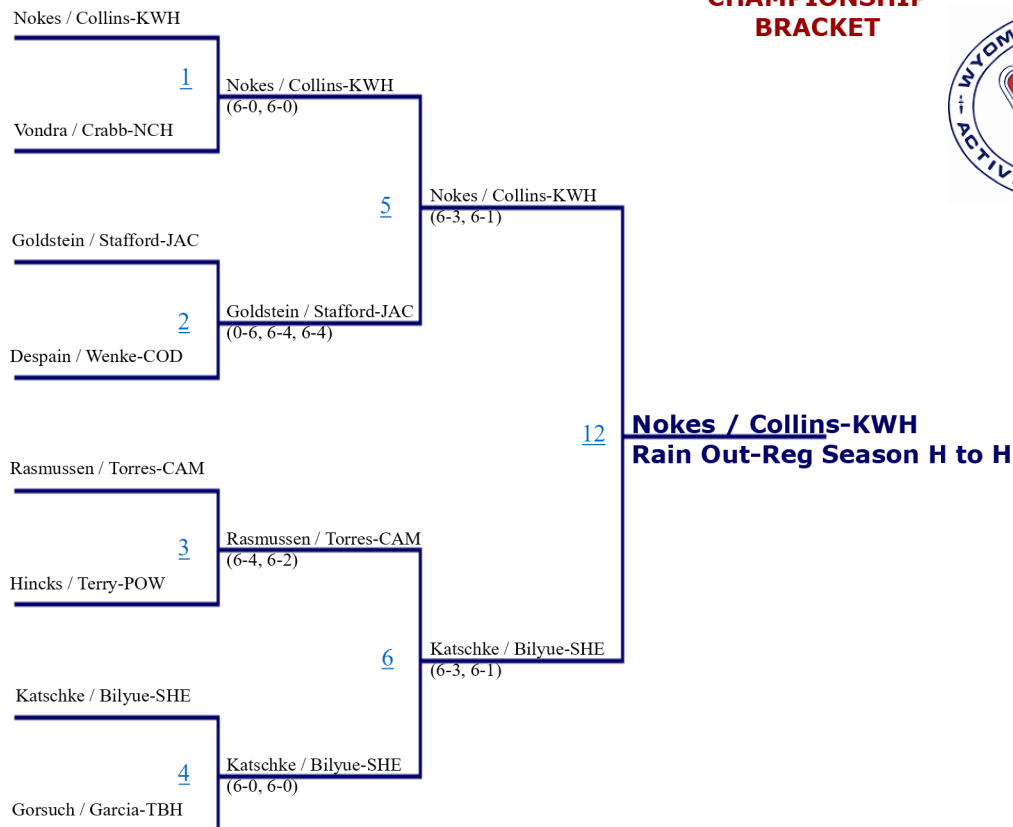 CHAMPIONSHIP
BRACKET
Nokes / Collins-KWH
1
Nokes / Collins-KWH
(6-0, 6-0)
Vondra / Crabb-NCH
5
Nokes / Collins-KWH
(6-3, 6-1)
Goldstein / Stafford-JAC
2
Goldstein / Stafford-JAC
(0-6, 6-4, 6-4)
Despain / Wenke-COD
12
Nokes / Collins-KWH
Rain Out-Reg Season H to H
Rasmussen / Torres-CAM
3
Rasmussen / Torres-CAM
(6-4, 6-2)
Hincks / Terry-POW
6
Katschke / Bilyue-SHE
(6-3, 6-1)
Katschke / Bilyue-SHE
4
Katschke / Bilyue-SHE
(6-0, 6-0)
Gorsuch / Garcia-TBH